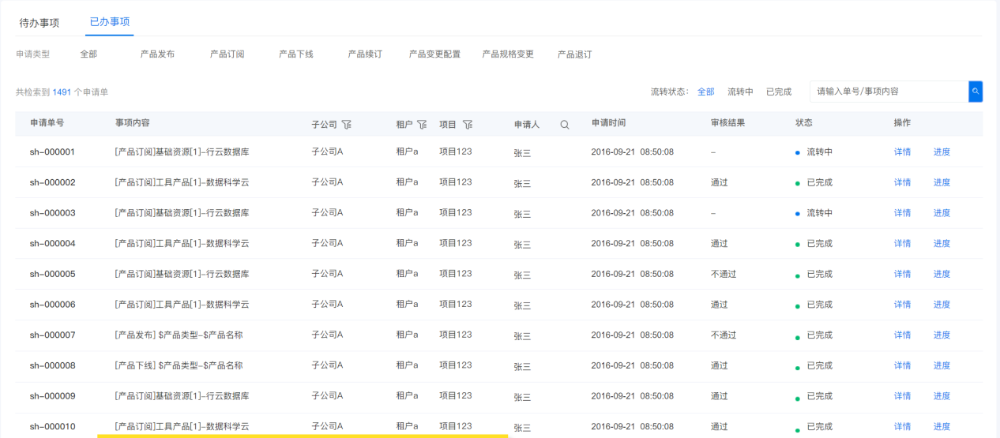 待办事项 已办事项
申请类型 全部 产品发布 产品订阅 产品下线 产品续订 产品变更配置 产品规格变更 产品退订
共检索到 1491 个申请单 流转状态: 全部 流转中 已完成 请输入单号/事项内容
申请单号 事项内容 子公司 租户 项目 申请人 申请时间 审核结果 状态 操作
sh-000001 [产品订阅]基础资源[1]-行云数据库 子公司A 租户a 项目123 张三 2016-09-21 08:50:08 - 流转中 详情 进度
sh-000002 [产品订阅]工具产品[1]-数据科学云 子公司A 租户a 项目123 张三 2016-09-21 08:50:08 通过 已完成 详情 进度
sh-000003 [产品订阅]基础资源[1]-行云数据库 子公司A 租户a 项目123 张三 2016-09-21 08:50:08 - 流转中 详情 进度
sh-000004 [产品订阅]工具产品[1]-数据科学云 子公司A 租户a 项目123 张三 2016-09-21 08:50:08 通过 已完成 详情 进度
sh-000005 [产品订阅]基础资源[1]-行云数据库 子公司A 租户a 项目123 张三 2016-09-21 08:50:08 不通过 已完成 详情 进度
sh-000006 [产品订阅]工具产品[1]-数据科学云 子公司A 租户a 项目123 张三 2016-09-21 08:50:08 通过 已完成 详情 进度
sh-000007 [产品发布] $产品类型-$产品名称 子公司A 租户a 项目123 张三 2016-09-21 08:50:08 不通过 已完成 详情 进度
sh-000008 [产品下线] $产品类型-$产品名称 子公司A 租户a 项目123 张三 2016-09-21 08:50:08 通过 已完成 详情 进度
sh-000009 [产品订阅]基础资源[1]-行云数据库 子公司A 租户a 项目123 张三 2016-09-21 08:50:08 通过 已完成 详情 进度
sh-000010 [产品订阅]工具产品[1]-数据科学云 子公司A 租户a 项目123 张三 2016-09-21 08:50:08 通过 已完成 详情 进度